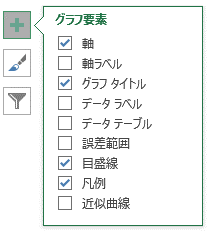 グラフ要素
軸
軸ラベル
グラフ タイトル
データ ラベル
データ テーブル
誤差範囲
目盛線
凡例
近似曲線